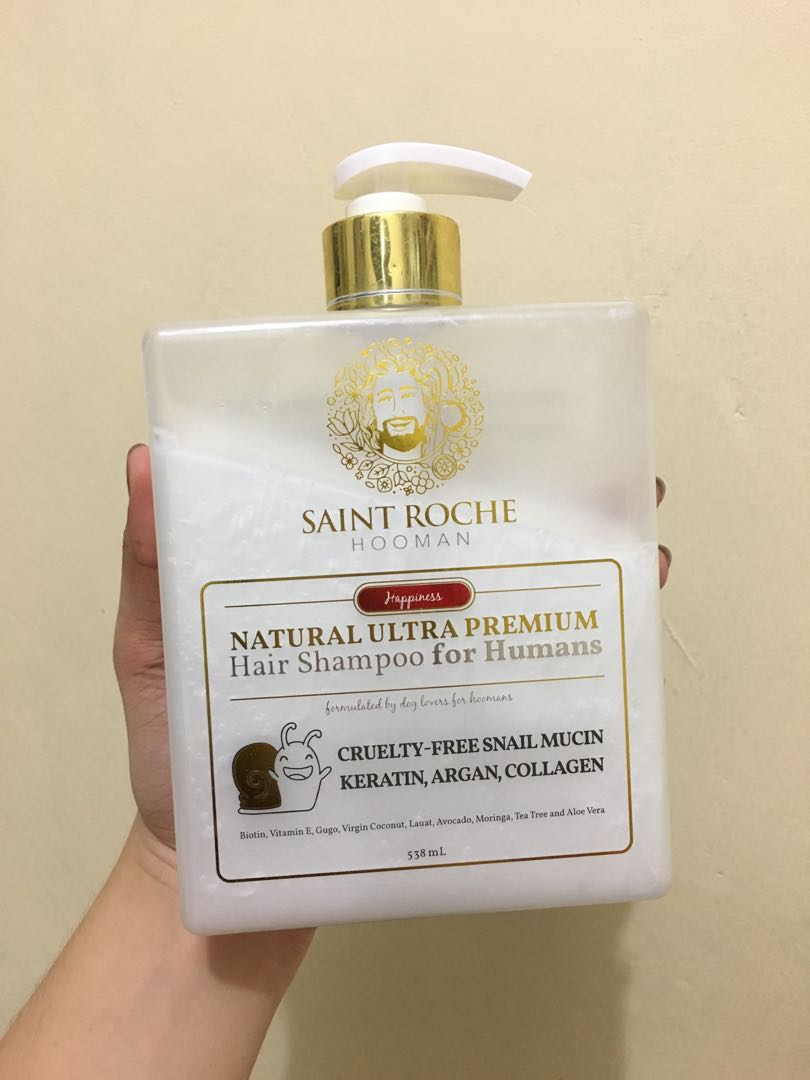 SAINT ROCHE
HOOMAN
Happiness
NATURAL ULTRA PREMIUM
Hair Shampoo for Humans
formulated by dog lovers for hoomans
CRUELTY-FREE SNAIL MUCIN
KERATIN, ARGAN, COLLAGEN
Biotin, Vitamin E, Gugo, Virgin Coconut, Lauat, Avocado, Moringa, Tea Tree and Aloe Vera
538 mL